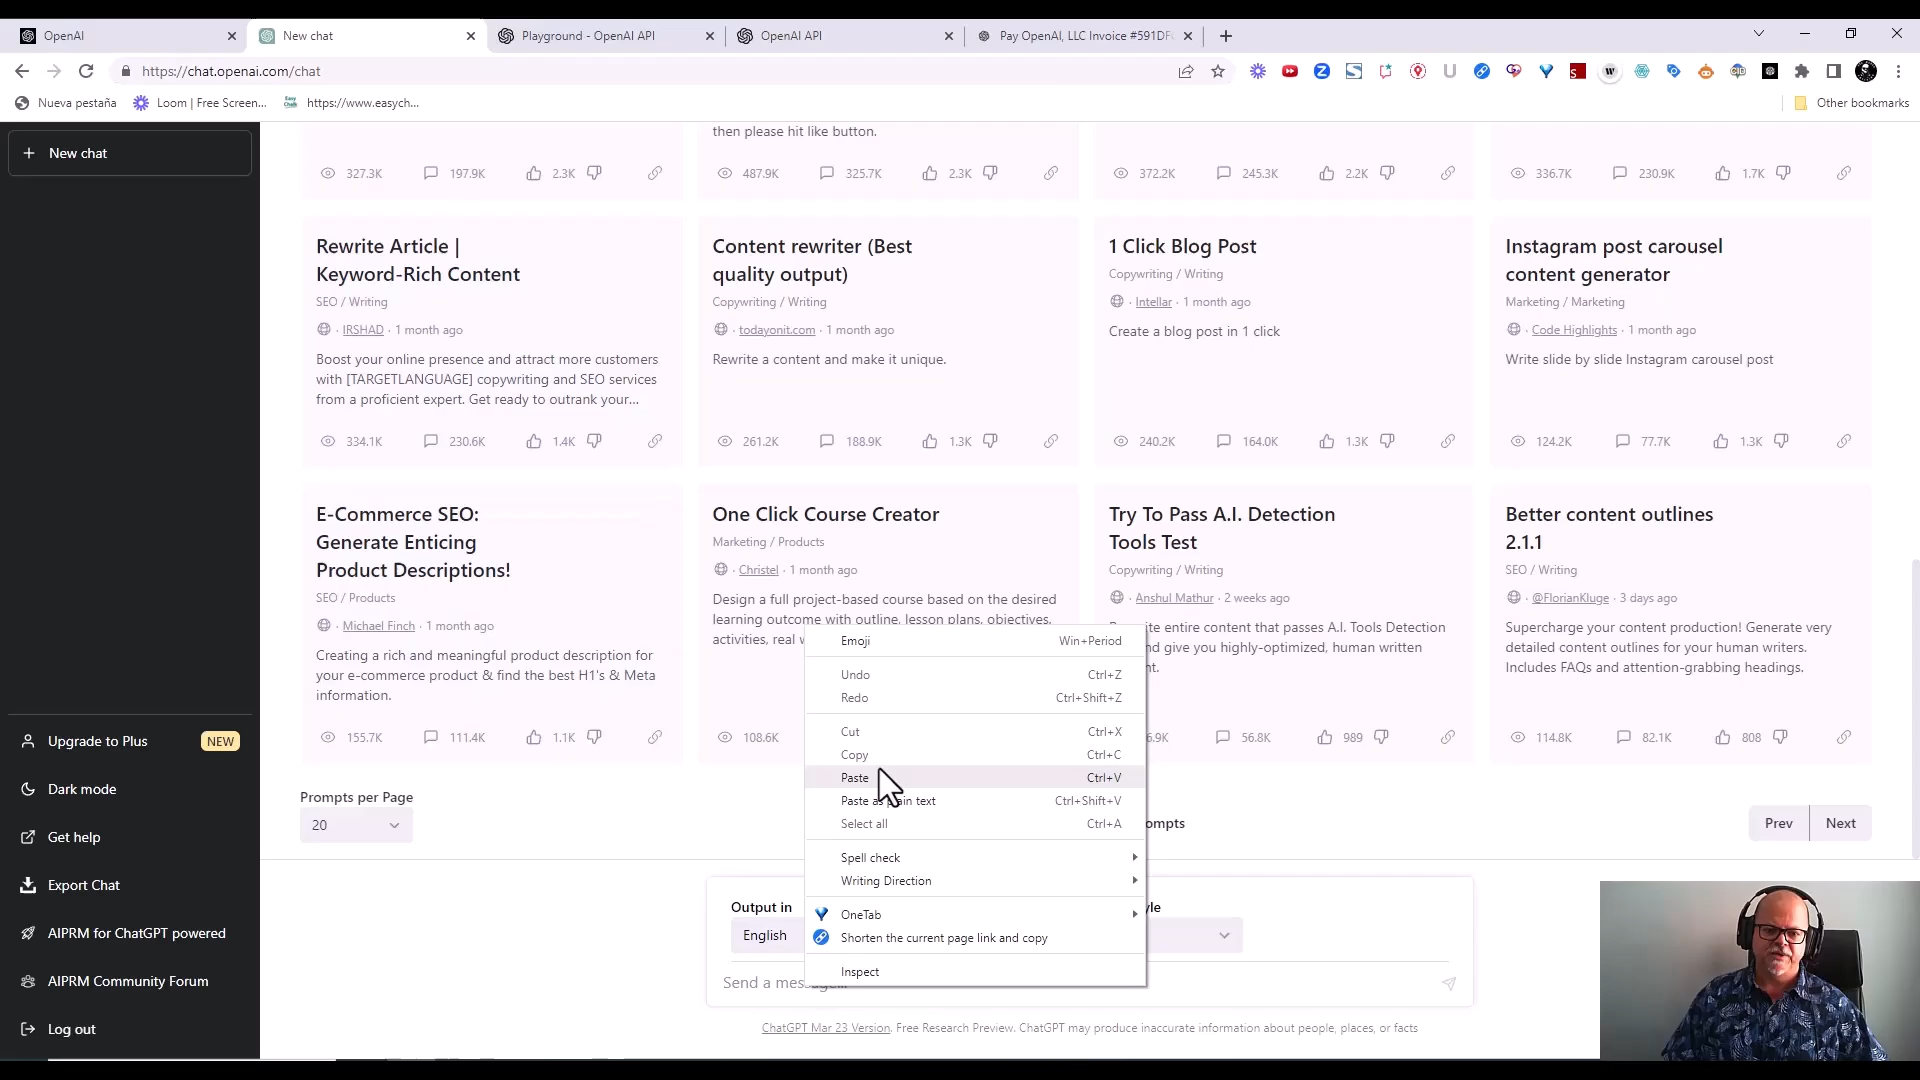 OpenAI
New chat
Playground - OpenAI API
OpenAI API
Pay OpenAI, LLC Invoice #591DF
https://chat.openai.com/chat
Nueva pestaña
Loom | Free Screen...
https://www.easych...
Other bookmarks
New chat
then please hit like button.
327.3K 197.9K 2.3K
487.9K 325.7K 2.3K
372.2K 245.3K 2.2K
336.7K 230.9K 1.7K
Rewrite Article |
Keyword-Rich Content
SEO / Writing
· IRSHAD · 1 month ago
Boost your online presence and attract more customers
with [TARGETLANGUAGE] copywriting and SEO services
from a proficient expert. Get ready to outrank your...
334.1K 230.6K 1.4K
Content rewriter (Best
quality output)
Copywriting / Writing
· todayonit.com · 1 month ago
Rewrite a content and make it unique.
261.2K 188.9K 1.3K
1 Click Blog Post
Copywriting / Writing
· Intellar · 1 month ago
Create a blog post in 1 click
240.2K 164.0K 1.3K
Instagram post carousel
content generator
Marketing / Marketing
· Code Highlights · 1 month ago
Write slide by slide Instagram carousel post
124.2K 77.7K 1.3K
E-Commerce SEO:
Generate Enticing
Product Descriptions!
SEO / Products
· Michael Finch · 1 month ago
Creating a rich and meaningful product description for
your e-commerce product & find the best H1's & Meta
information.
155.7K 111.4K 1.1K
One Click Course Creator
Marketing / Products
· Christel · 1 month ago
Design a full project-based course based on the desired
learning outcome with outline, lesson plans, objectives,
activities, real
108.6K
Try To Pass A.I. Detection
Tools Test
Copywriting / Writing
· Anshul Mathur · 2 weeks ago
entire content that passes A.I. Tools Detection
nd give you highly-optimized, human written
nt.
6.9K 56.8K 989
Better content outlines
2.1.1
SEO / Writing
· @FlorianKluge · 3 days ago
Supercharge your content production! Generate very
detailed content outlines for your human writers.
Includes FAQs and attention-grabbing headings.
114.8K 82.1K 808
Emoji Win+Period
Undo Ctrl+Z
Redo Ctrl+Shift+Z
Cut Ctrl+X
Copy Ctrl+C
Paste Ctrl+V
Paste as plain text Ctrl+Shift+V
Select all Ctrl+A
Spell check
Writing Direction
OneTab
Shorten the current page link and copy
Inspect
Upgrade to Plus NEW
Dark mode
Get help
Export Chat
AIPRM for ChatGPT powered
AIPRM Community Forum
Log out
Prompts per Page
20
ompts
Prev Next
Output in
English
yle
Send a message...
ChatGPT Mar 23 Version. Free Research Preview. ChatGPT may produce inaccurate information about people, places, or facts